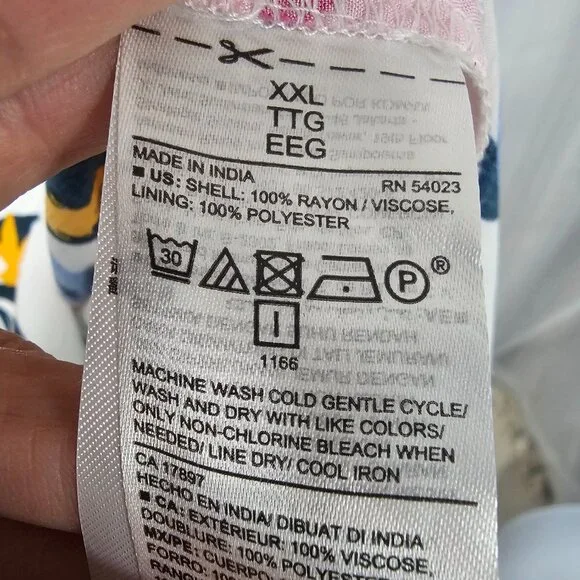 XXL
TTG
EEG
MADE IN INDIA RN 54023
■ US: SHELL: 100% RAYON / VISCOSE,
LINING: 100% POLYESTER
30 P ®
1166
MACHINE WASH COLD GENTLE CYCLE/
WASH AND DRY WITH LIKE COLORS/
ONLY NON-CHLORINE BLEACH WHEN
NEEDED/ LINE DRY/ COOL IRON
CA 17897
HECHO EN INDIA/ DIBUAT DI INDIA
■ CA: EXTÉRIEUR: 100% VISCOSE,
DOUBLURE: 100% POLYESTER
MX/PE: CUERPO:
FORRO: 100%